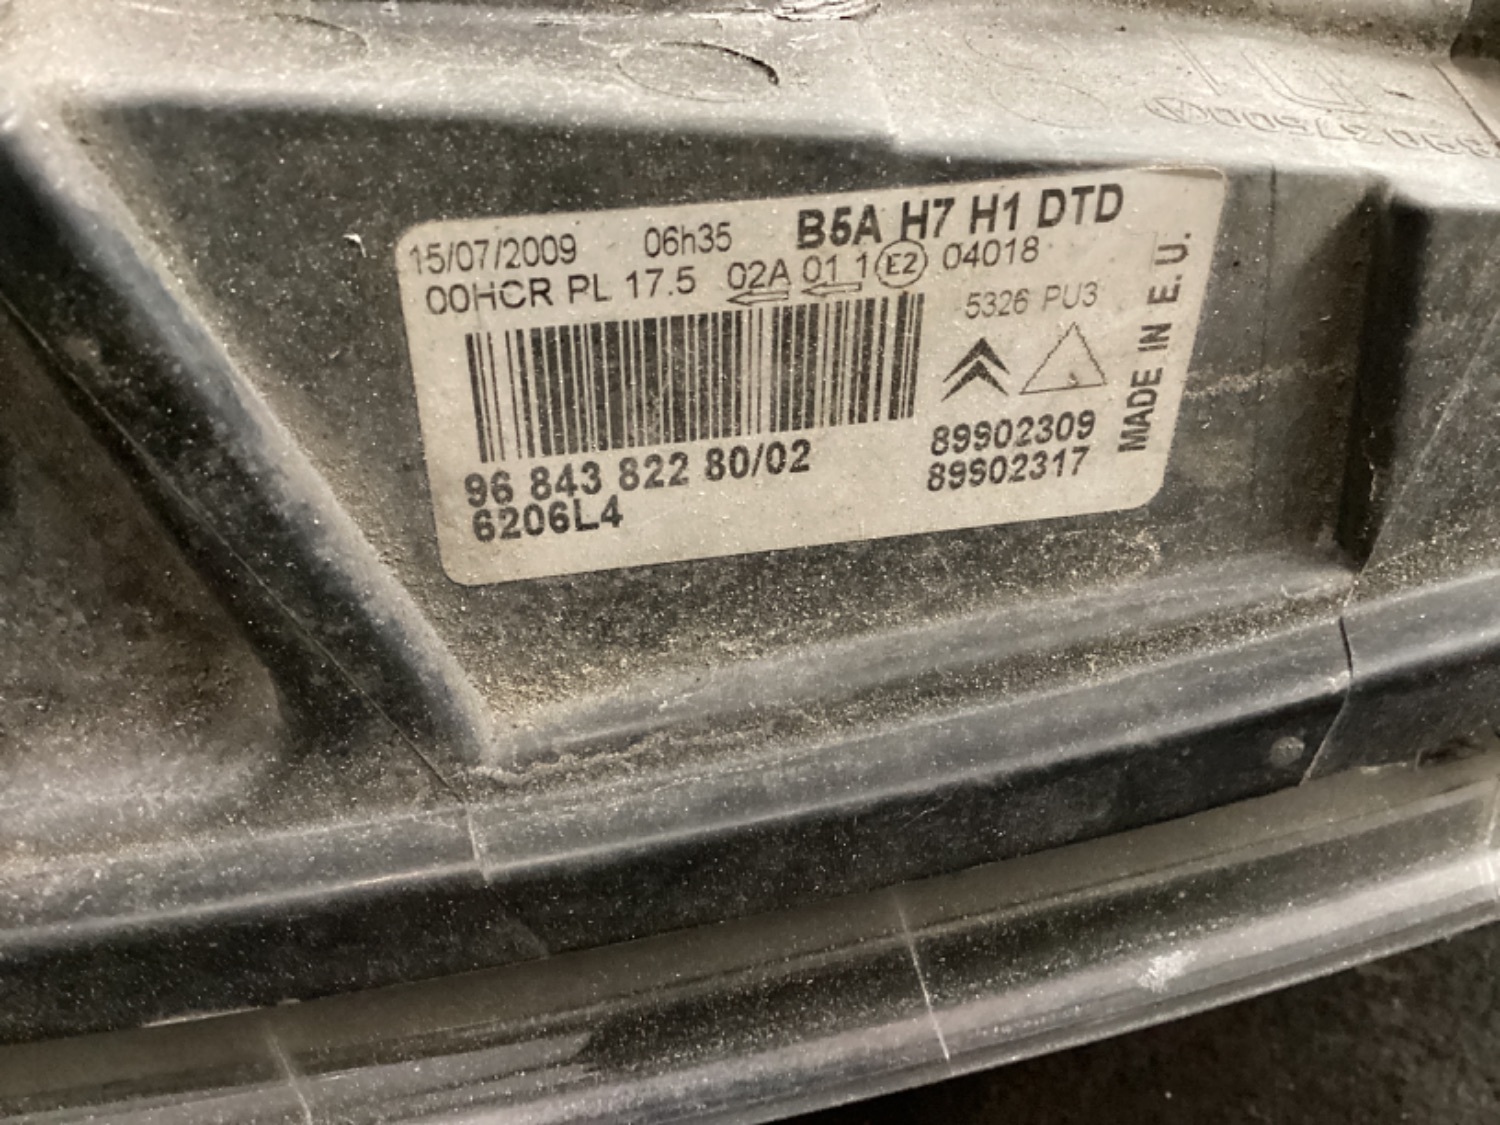 15/07/2009 06h35 B5A H7 H1 DTD
00HCR PL 17.5 02A 01 1 E2 04018
5326 PU3
MADE IN E.U.
89902309
89902317
96 843 822 80/02
6206L4